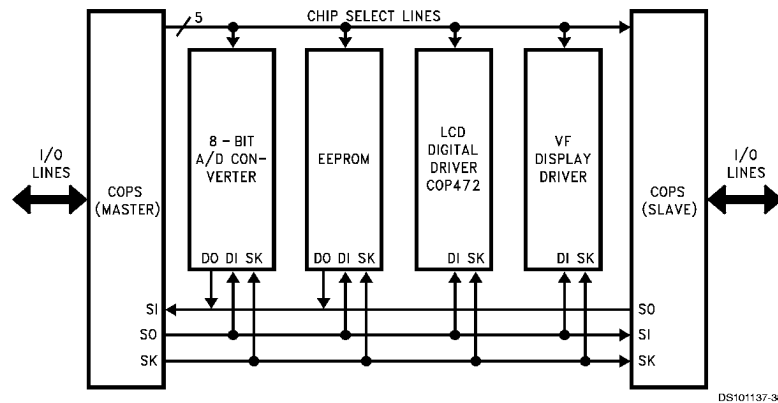 5
CHIP SELECT LINES
I/O
LINES
COPS
(MASTER)
8 - BIT
A/D CON-
VERTER
EEPROM
LCD
DIGITAL
DRIVER
COP472
VF
DISPLAY
DRIVER
COPS
(SLAVE)
I/O
LINES
DO DI SK
DO DI SK
DI SK
DI SK
SI
SO
SO
SI
SK
SK